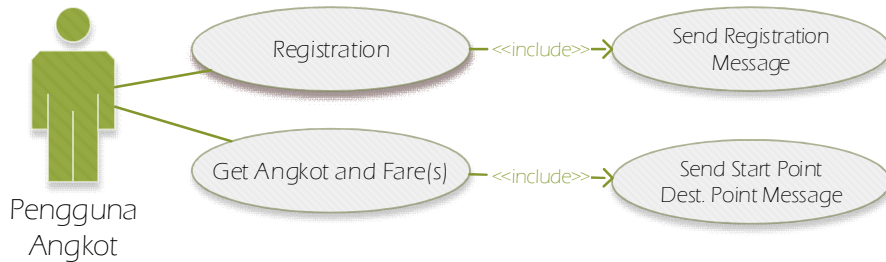 Registration
<<include>>
Send Registration
Message
Get Angkot and Fare(s)
<<include>>
Send Start Point
Dest. Point Message
Pengguna
Angkot